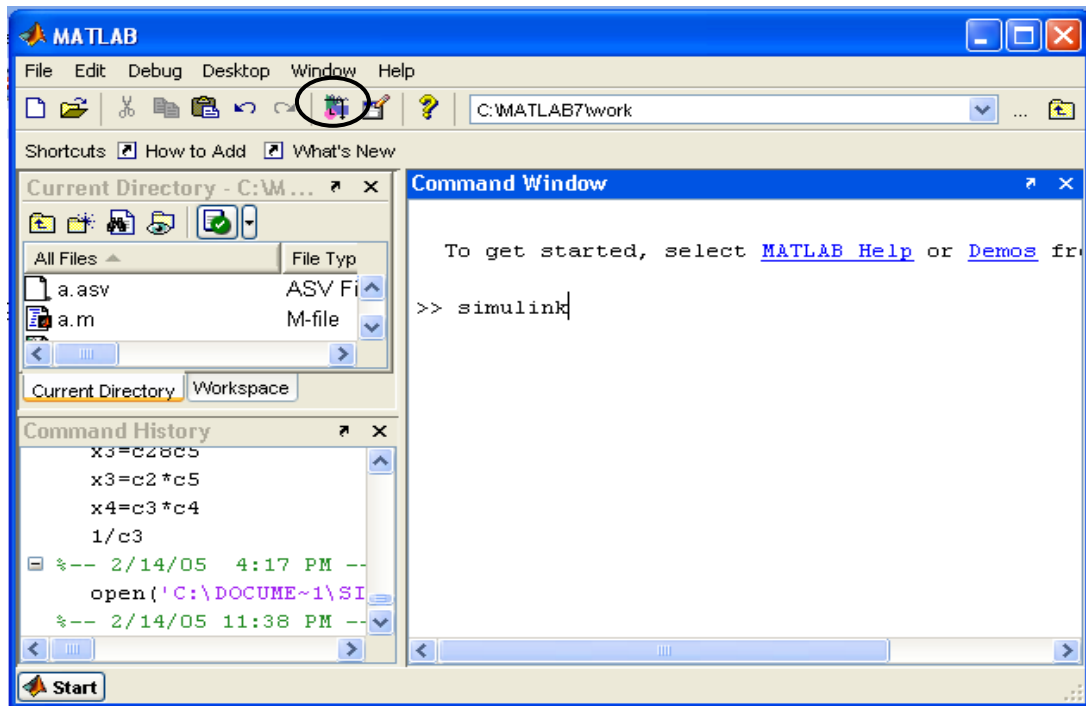 MATLAB
File Edit Debug Desktop Window Help
C:\MATLAB7\work ...
Shortcuts How to Add What's New
Current Directory - C:\M...
All Files File Typ
a.asv ASV Fi
a.m M-file
Current Directory Workspace
Command History
x3=c28c5
x3=c2*c5
x4=c3*c4
1/c3
%-- 2/14/05 4:17 PM --
open('C:\DOCUME~1\SI
%-- 2/14/05 11:38 PM --
Command Window
To get started, select MATLAB Help or Demos fro
>> simulink
Start